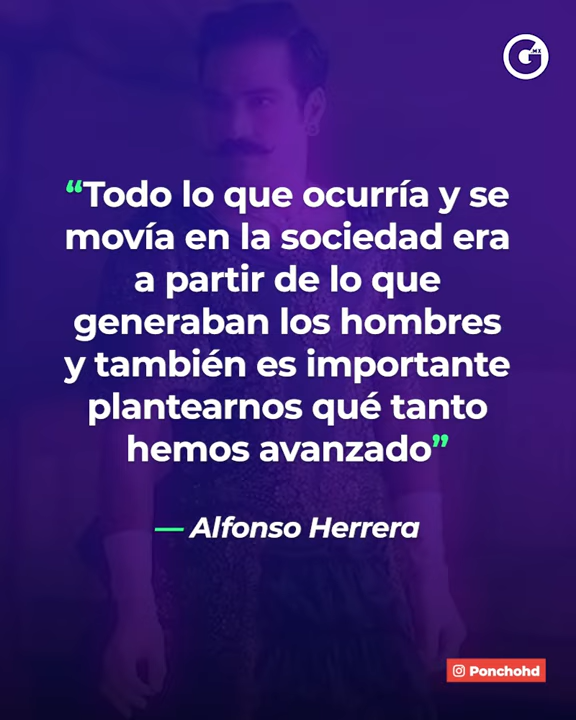 G MX
“Todo lo que ocurría y se
movía en la sociedad era
a partir de lo que
generaban los hombres
y también es importante
plantearnos qué tanto
hemos avanzado”
— Alfonso Herrera
Ponchohd